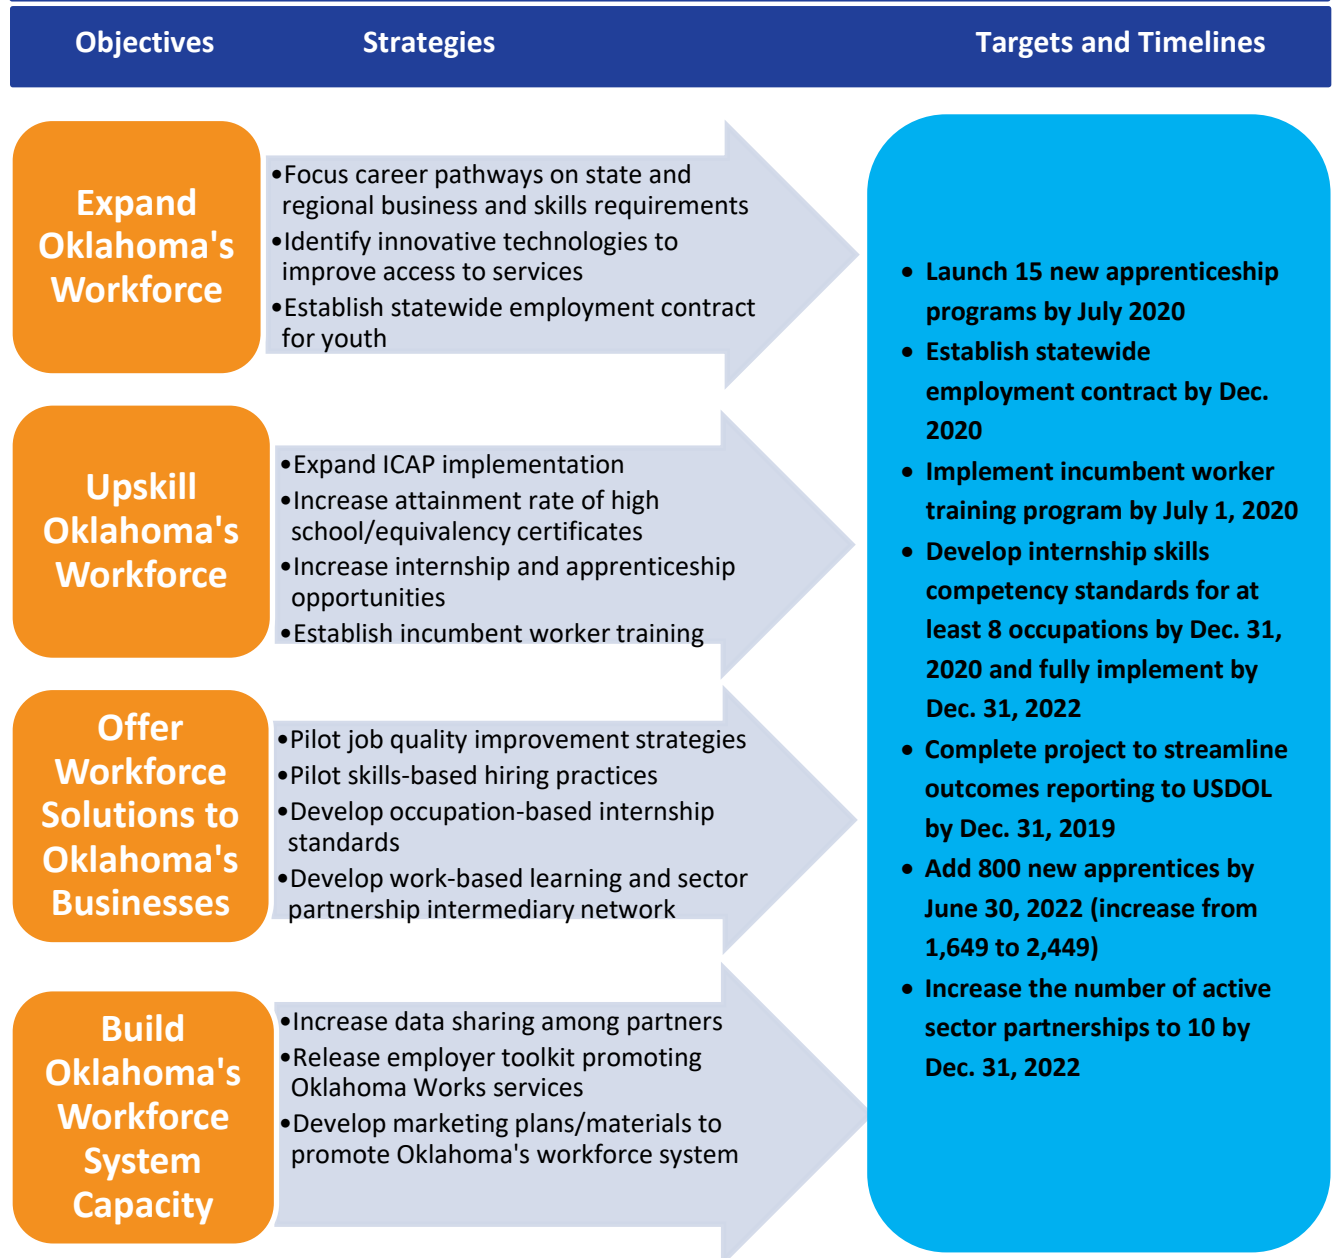 Objectives
Strategies
Targets and Timelines
Expand
Oklahoma's
Workforce
•Focus career pathways on state and
regional business and skills requirements
•Identify innovative technologies to
improve access to services
•Establish statewide employment contract
for youth
Upskill
Oklahoma's
Workforce
•Expand ICAP implementation
•Increase attainment rate of high
school/equivalency certificates
•Increase internship and apprenticeship
opportunities
•Establish incumbent worker training
Offer
Workforce
Solutions to
Oklahoma's
Businesses
•Pilot job quality improvement strategies
•Pilot skills-based hiring practices
•Develop occupation-based internship
standards
•Develop work-based learning and sector
partnership intermediary network
Build
Oklahoma's
Workforce
System
Capacity
•Increase data sharing among partners
•Release employer toolkit promoting
Oklahoma Works services
•Develop marketing plans/materials to
promote Oklahoma's workforce system
• Launch 15 new apprenticeship
programs by July 2020
• Establish statewide
employment contract by Dec.
2020
• Implement incumbent worker
training program by July 1, 2020
• Develop internship skills
competency standards for at
least 8 occupations by Dec. 31,
2020 and fully implement by
Dec. 31, 2022
• Complete project to streamline
outcomes reporting to USDOL
by Dec. 31, 2019
• Add 800 new apprentices by
June 30, 2022 (increase from
1,649 to 2,449)
• Increase the number of active
sector partnerships to 10 by
Dec. 31, 2022